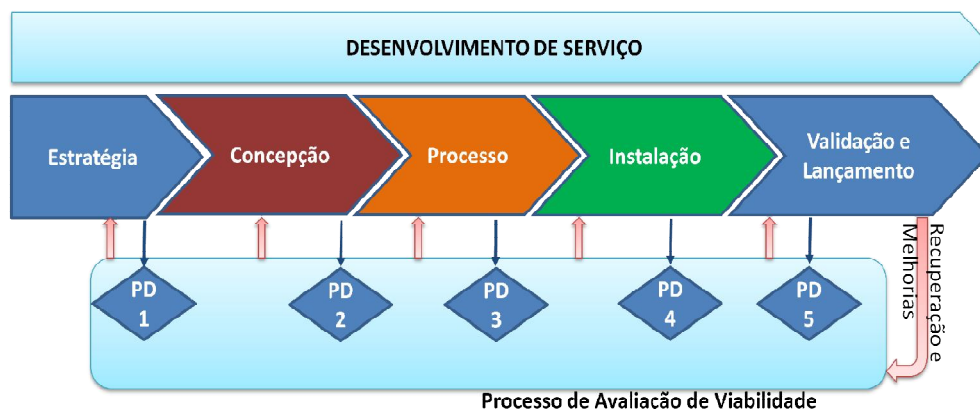 DESENVOLVIMENTO DE SERVIÇO
Estratégia
Concepção
Processo
Instalação
Validação e
Lançamento
PD
1
PD
2
PD
3
PD
4
PD
5
Recuperação e
Melhorias
Processo de Avaliação de Viabilidade